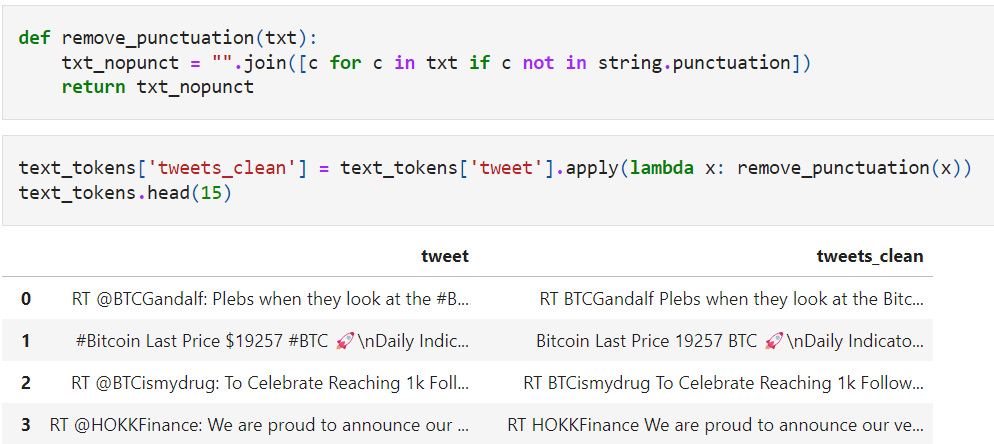 def remove_punctuation(txt):
    txt_nopunct = "".join([c for c in txt if c not in string.punctuation])
    return txt_nopunct
text_tokens['tweets_clean'] = text_tokens['tweet'].apply(lambda x: remove_punctuation(x))
text_tokens.head(15)
tweet tweets_clean
0 RT @BTCGandalf: Plebs when they look at the #B... RT BTCGandalf Plebs when they look at the Bitc...
1 #Bitcoin Last Price $19257 #BTC 🚀\nDaily Indic... Bitcoin Last Price 19257 BTC 🚀\nDaily Indicato...
2 RT @BTCismydrug: To Celebrate Reaching 1k Foll... RT BTCismydrug To Celebrate Reaching 1k Follow...
3 RT @HOKKFinance: We are proud to announce our ... RT HOKKFinance We are proud to announce our ve...